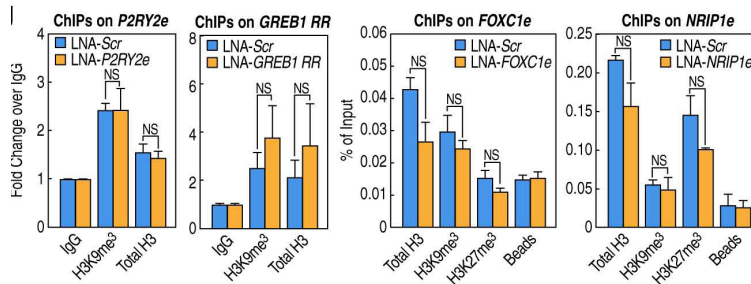 I
ChIPs on P2RY2e
Fold Change over IgG
4
3
2
1
0
LNA-Scr
LNA-P2RY2e
NS
NS
IgG
H3K9me³
Total H3
ChIPs on GREB1 RR
8
6
4
2
0
LNA-Scr
LNA-GREB1 RR
NS
NS
IgG
H3K9me³
Total H3
ChIPs on FOXC1e
% of Input
0.06
0.05
0.04
0.03
0.02
0.01
0
LNA-Scr
LNA-FOXC1e
NS
NS
NS
Total H3
H3K9me³
H3K27me³
Beads
ChIPs on NRIP1e
0.25
0.20
0.15
0.10
0.05
0.00
LNA-Scr
LNA-NRIP1e
NS
NS
NS
Total H3
H3K9me³
H3K27me³
Beads